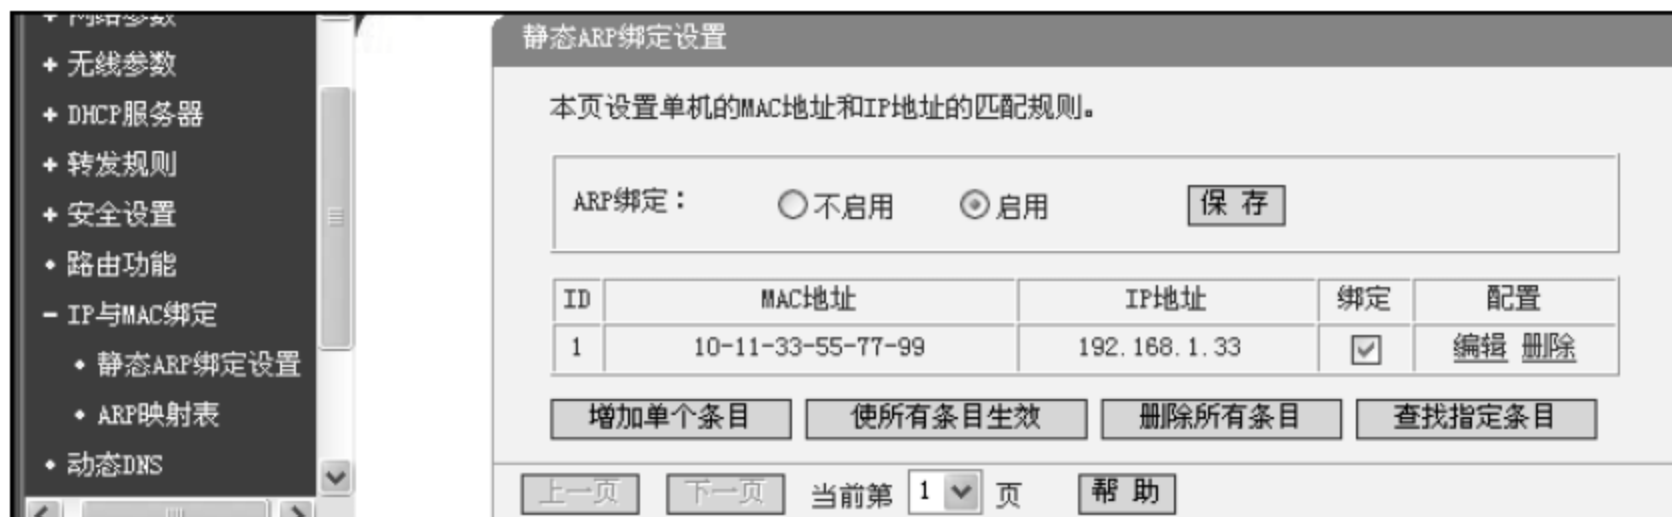 网络参数
+ 无线参数
+ DHCP服务器
+ 转发规则
+ 安全设置
• 路由功能
- IP与MAC绑定
• 静态ARP绑定设置
• ARP映射表
• 动态DNS
静态ARP绑定设置
本页设置单机的MAC地址和IP地址的匹配规则。
ARP绑定： 不启用 启用 保 存
ID MAC地址 IP地址 绑定 配置
1 10-11-33-55-77-99 192.168.1.33 编辑 删除
增加单个条目 使所有条目生效 删除所有条目 查找指定条目
上一页 下一页 当前第 1 页 帮 助